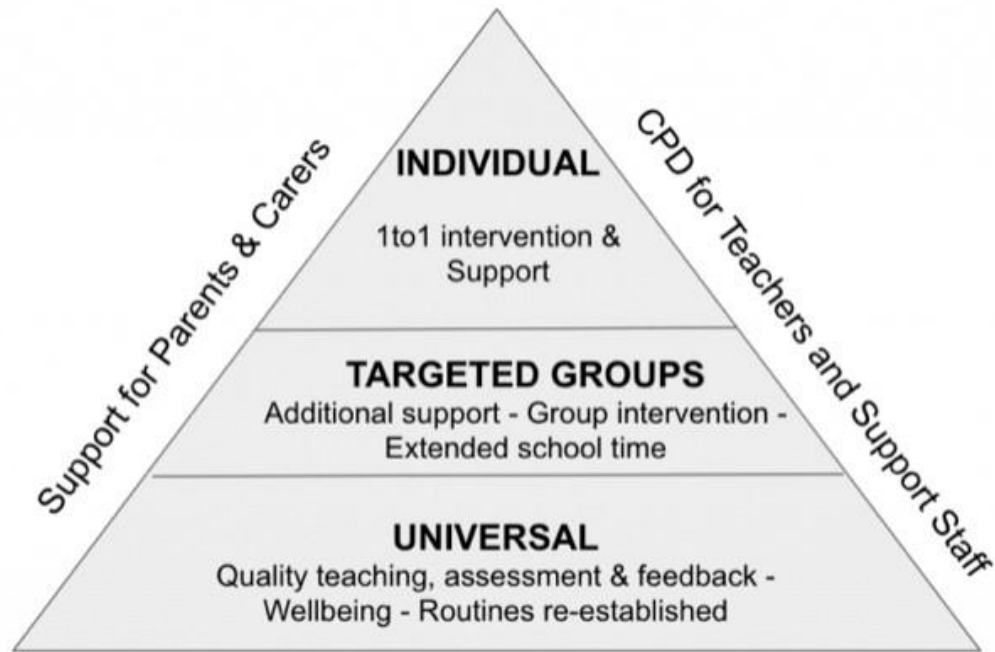 INDIVIDUAL
1to1 intervention &
Support
Support for Parents & Carers
CPD for Teachers and Support Staff
TARGETED GROUPS
Additional support - Group intervention -
Extended school time
UNIVERSAL
Quality teaching, assessment & feedback -
Wellbeing - Routines re-established